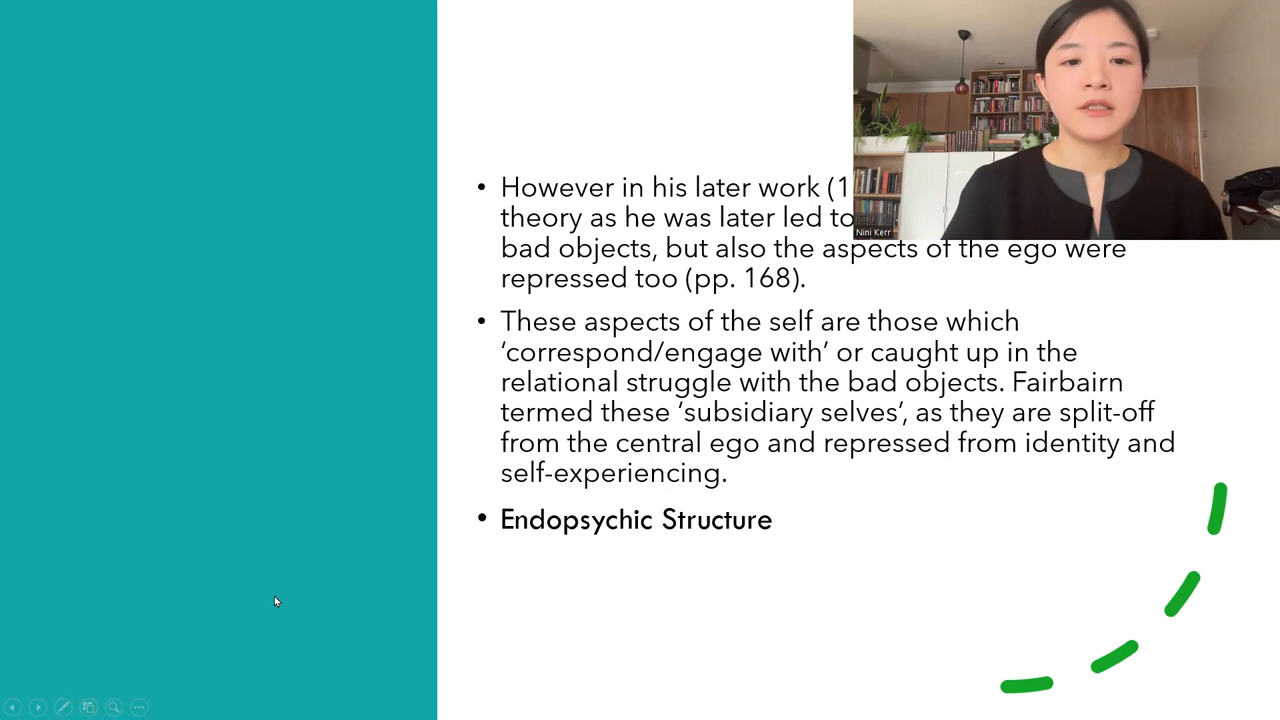 • However in his later work (1
theory as he was later led to
bad objects, but also the aspects of the ego were
repressed too (pp. 168).
• These aspects of the self are those which
‘correspond/engage with’ or caught up in the
relational struggle with the bad objects. Fairbairn
termed these ‘subsidiary selves’, as they are split-off
from the central ego and repressed from identity and
self-experiencing.
• Endopsychic Structure
Nini Kerr